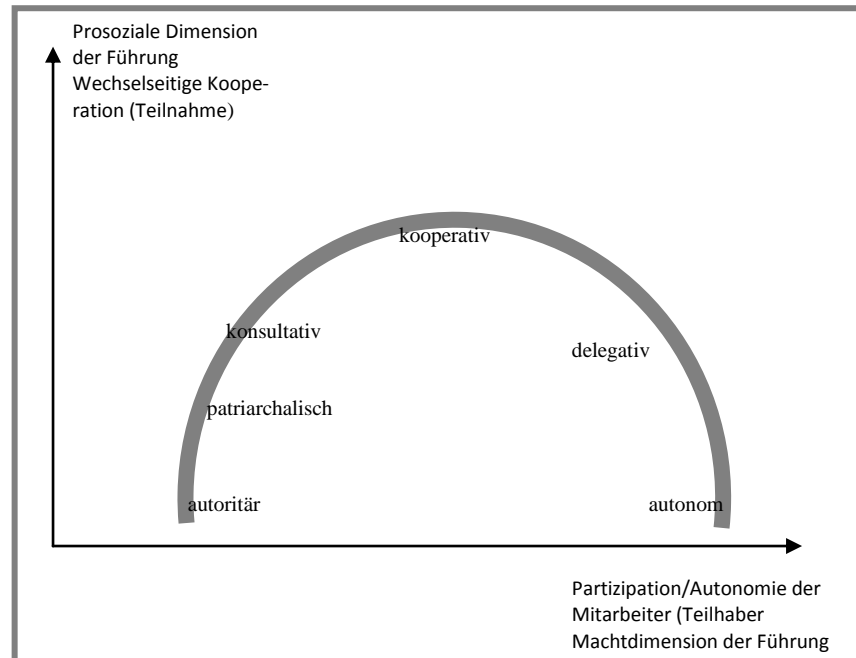 Prosoziale Dimension
der Führung
Wechselseitige Koope-
ration (Teilnahme)
kooperativ
konsultativ
delegativ
patriarchalisch
autoritär
autonom
Partizipation/Autonomie der
Mitarbeiter (Teilhaber
Machtdimension der Führung